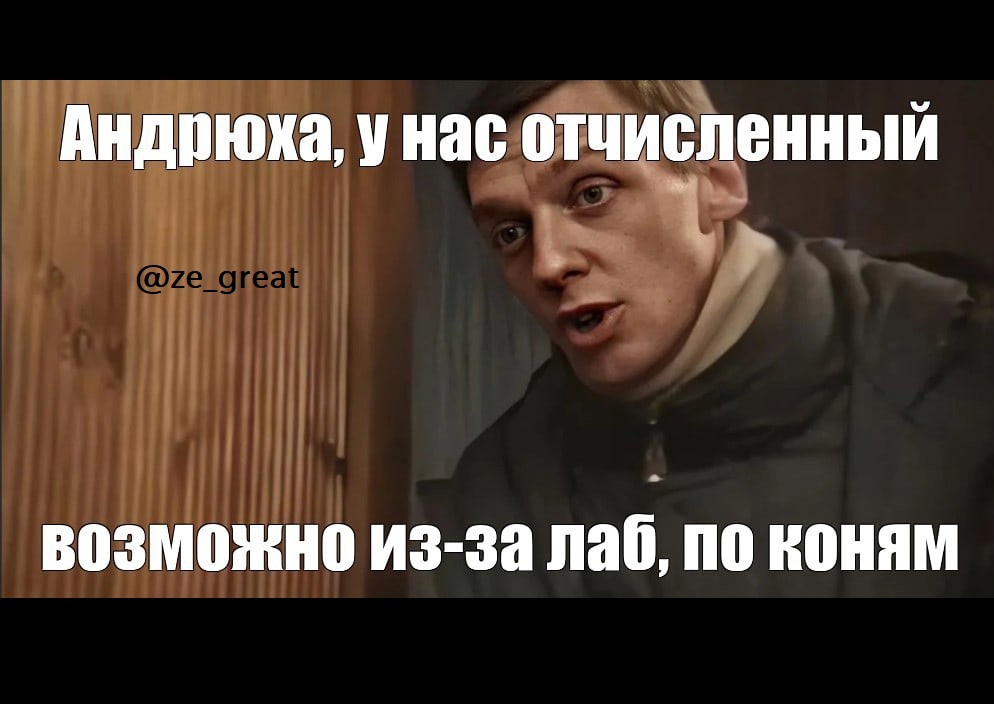 Андрюха, у нас отчисленный
@ze_great
возможно из-за лаб, по коням